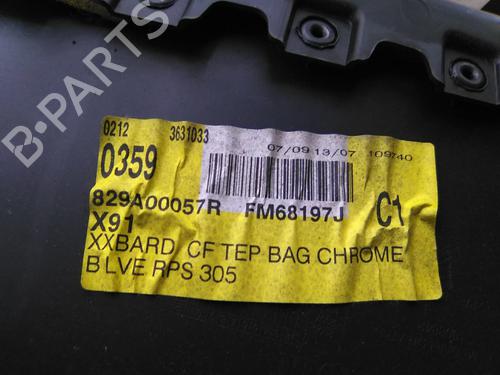 B-PARTS
0212 3631033
07/09 13/07 109740
0359
829A00057R FM68197J C1
X91
XXBARD CF TEP BAG CHROME
B LVE RPS 305